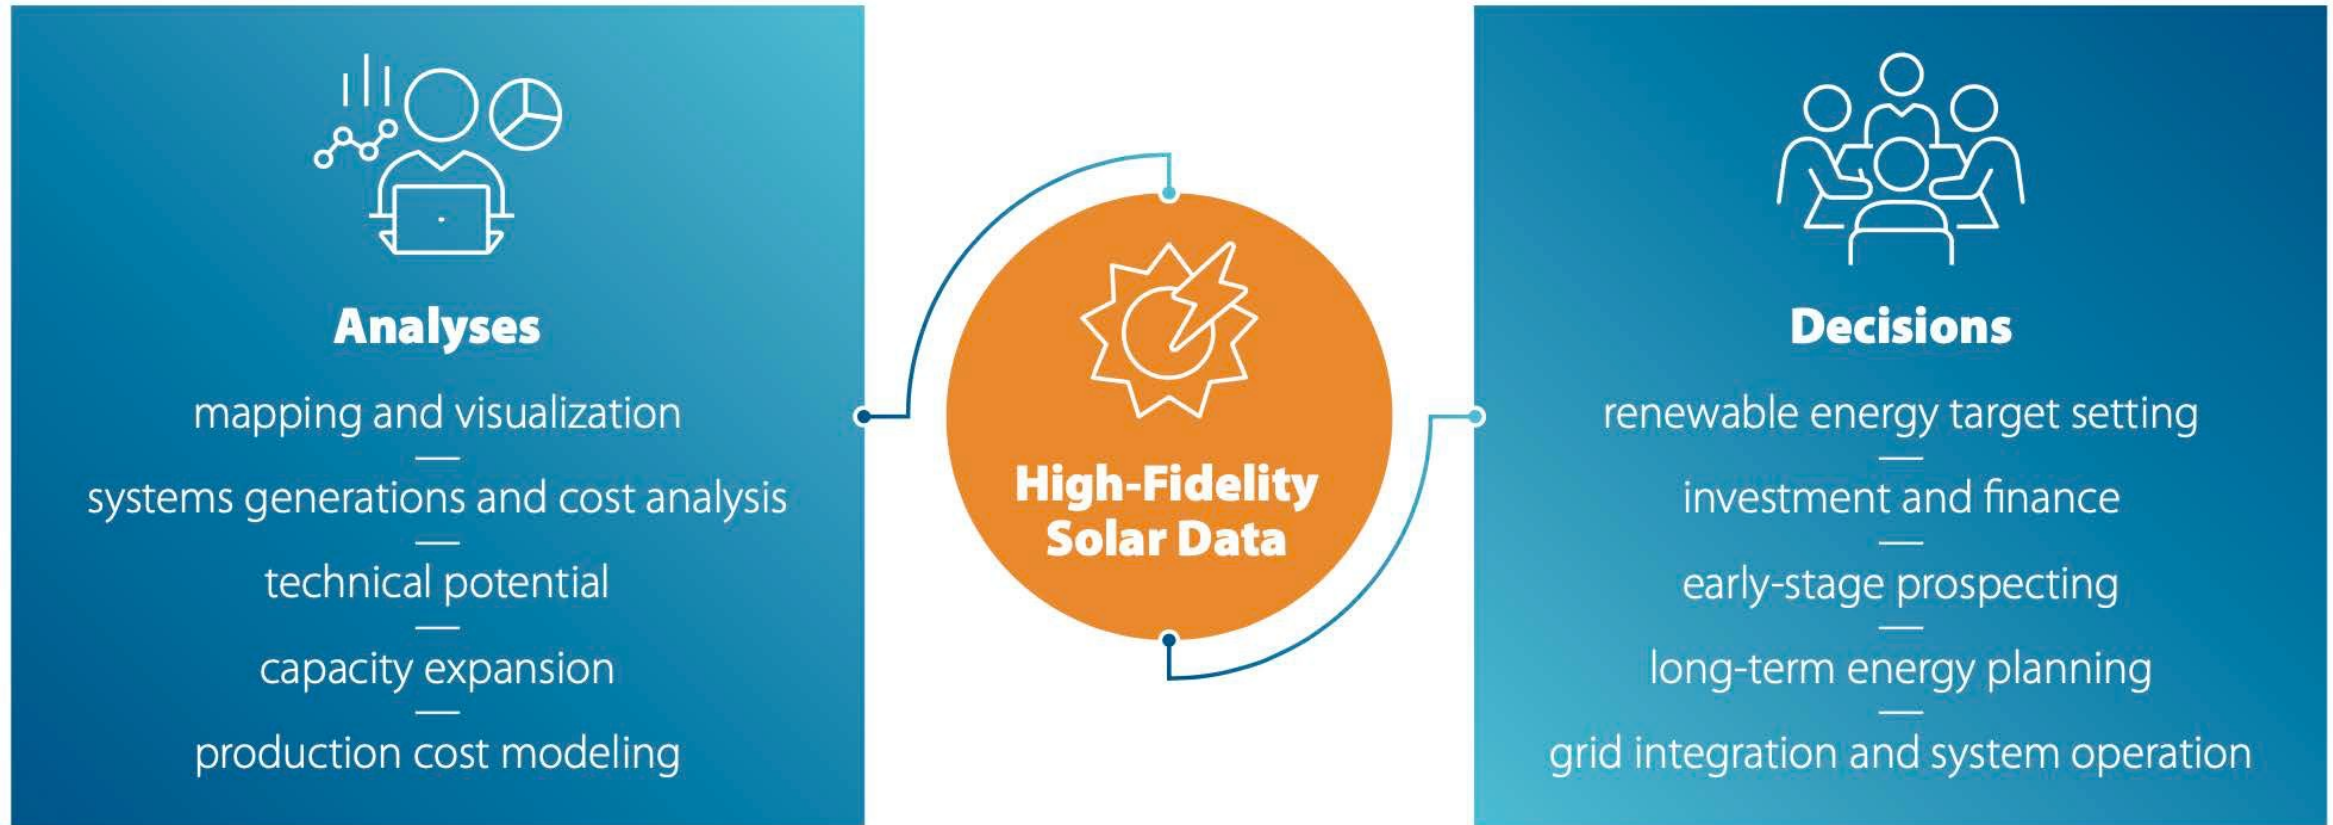 Analyses
mapping and visualization
systems generations and cost analysis
technical potential
capacity expansion
production cost modeling
High-Fidelity
Solar Data
Decisions
renewable energy target setting
investment and finance
early-stage prospecting
long-term energy planning
grid integration and system operation